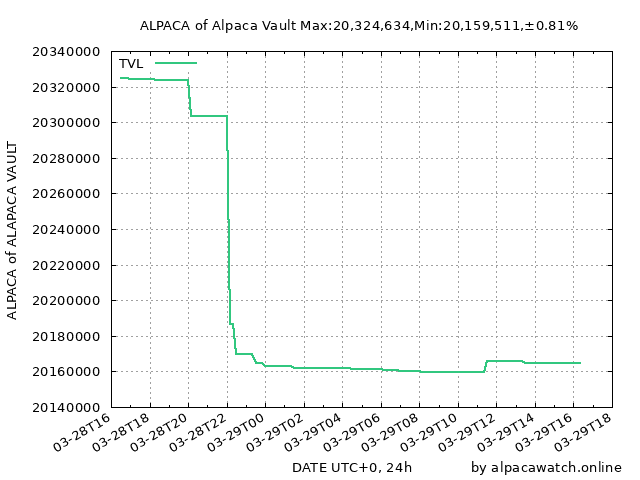 ALPACA of Alpaca Vault Max:20,324,634,Min:20,159,511,±0.81%
TVL
ALPACA of ALAPACA VAULT
20340000
20320000
20300000
20280000
20260000
20240000
20220000
20200000
20180000
20160000
20140000
03-28T16
03-28T18
03-28T20
03-28T22
03-29T00
03-29T02
03-29T04
03-29T06
03-29T08
03-29T10
03-29T12
03-29T14
03-29T16
03-29T18
DATE UTC+0, 24h
by alpacawatch.online